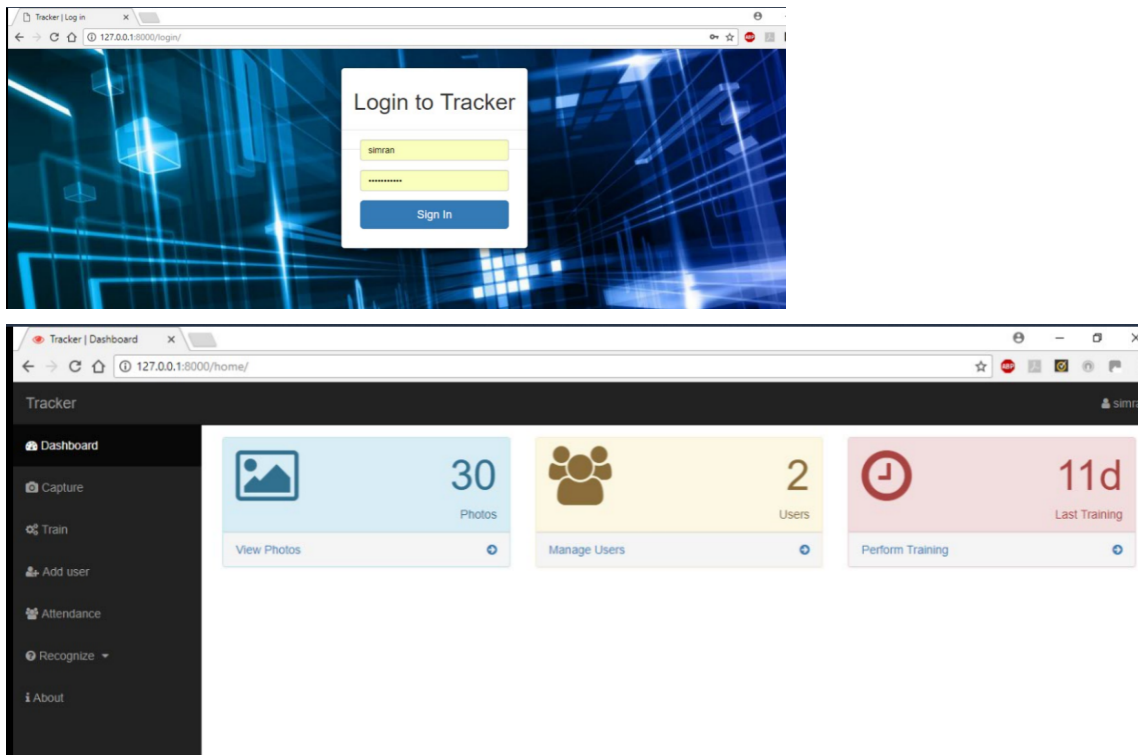 Tracker | Log in
127.0.0.1:8000/login/
Login to Tracker
simran
Sign In
Tracker | Dashboard
127.0.0.1:8000/home/
Tracker
simra
Dashboard
Capture
Train
Add user
Attendance
Recognize
About
30
Photos
View Photos
2
Users
Manage Users
11d
Last Training
Perform Training